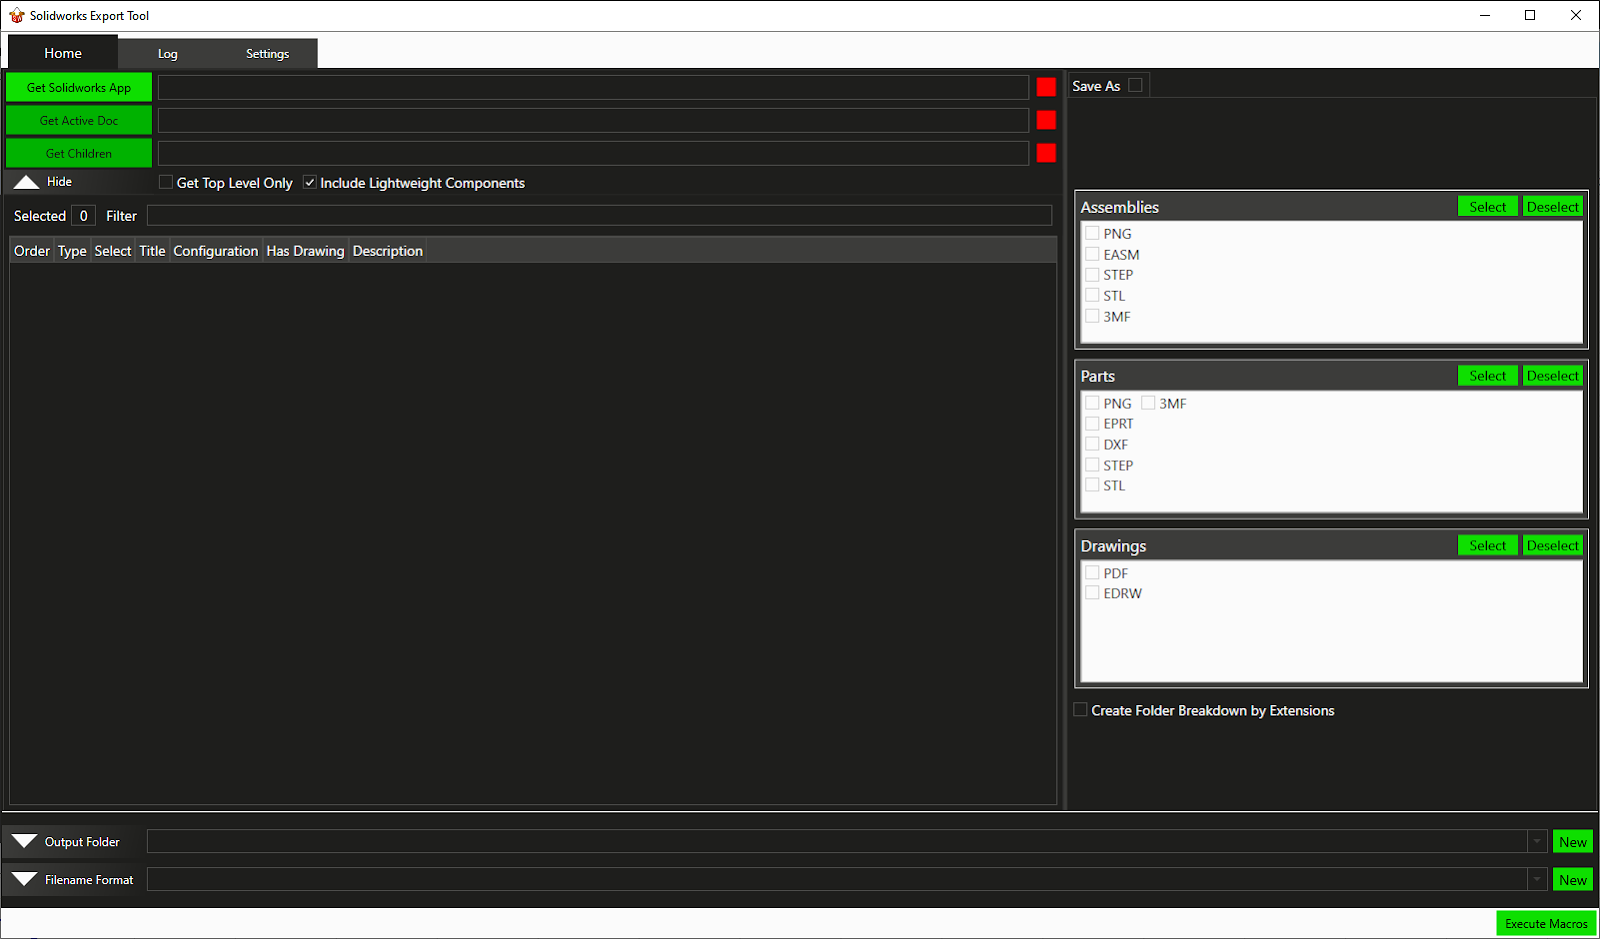 Solidworks Export Tool
Home Log Settings
Get Solidworks App
Get Active Doc
Get Children
Hide Get Top Level Only Include Lightweight Components
Selected 0 Filter
Order Type Select Title Configuration Has Drawing Description
Save As
Assemblies Select Deselect
PNG
EASM
STEP
STL
3MF
Parts Select Deselect
PNG 3MF
EPRT
DXF
STEP
STL
Drawings Select Deselect
PDF
EDRW
Create Folder Breakdown by Extensions
Output Folder New
Filename Format New
Execute Macros